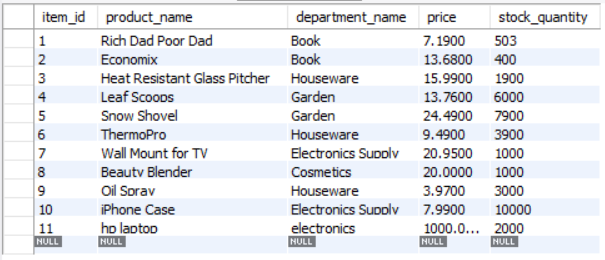 item_id product_name department_name price stock_quantity
1 Rich Dad Poor Dad Book 7.1900 503
2 Economix Book 13.6800 400
3 Heat Resistant Glass Pitcher Houseware 15.9900 1900
4 Leaf Scoops Garden 13.7600 6000
5 Snow Shovel Garden 24.4900 7900
6 ThermoPro Houseware 9.4900 3900
7 Wall Mount for TV Electronics Supply 20.9500 1000
8 Beauty Blender Cosmetics 20.0000 1000
9 Oil Spray Houseware 3.9700 3000
10 iPhone Case Electronics Supply 7.9900 10000
11 hp laptop electronics 1000.0... 2000
NULL NULL NULL NULL NULL